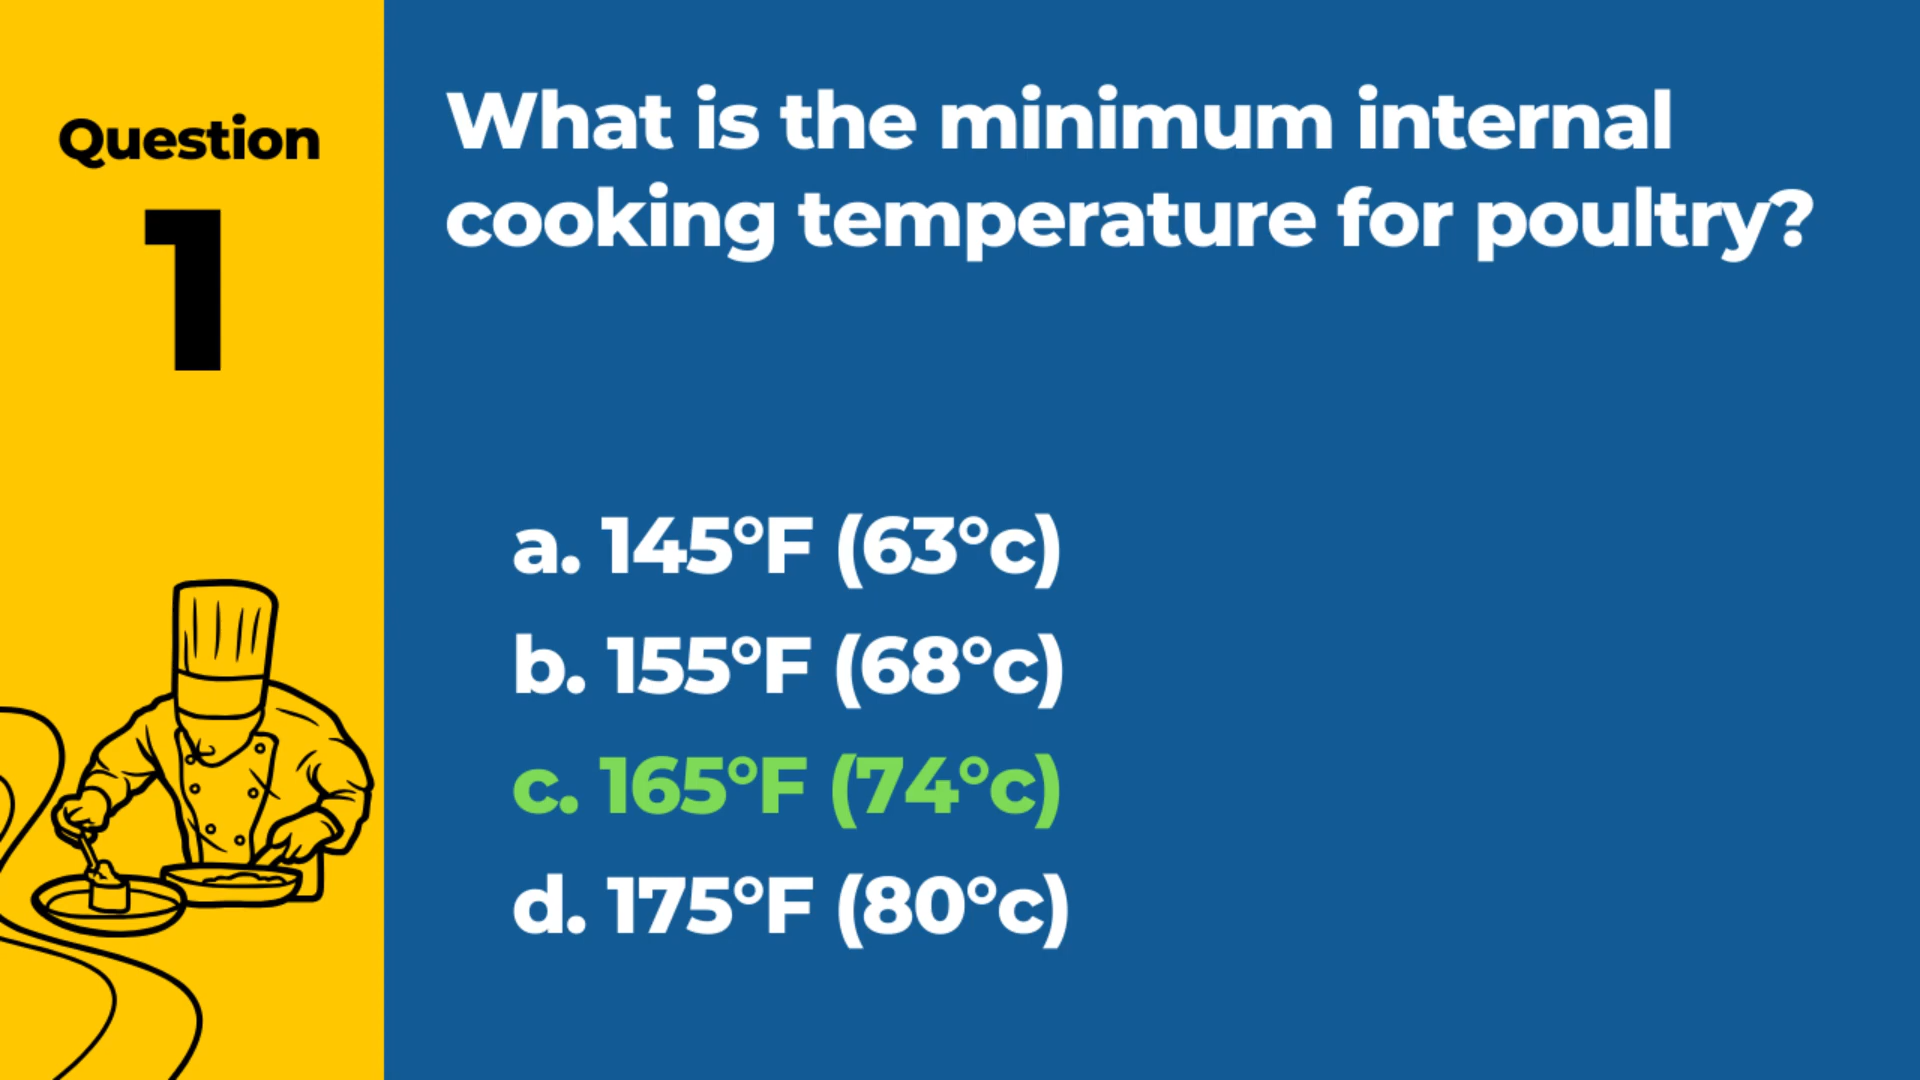 Question
1
What is the minimum internal
cooking temperature for poultry?
a. 145°F (63°c)
b. 155°F (68°c)
c. 165°F (74°c)
d. 175°F (80°c)